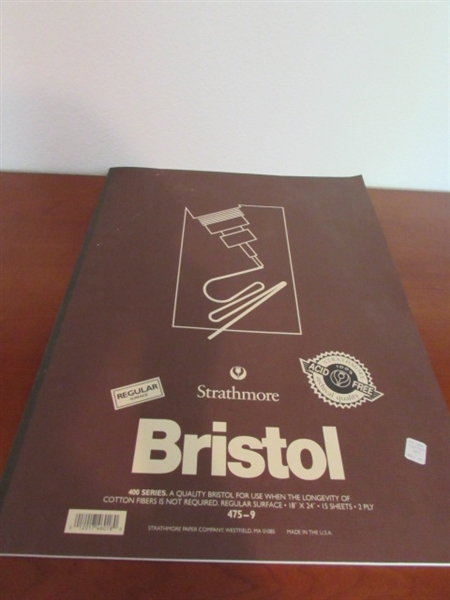 REGULAR
SURFACE
100%
ACID FREE
Strathmore
Bristol
400 SERIES. A QUALITY BRISTOL FOR USE WHEN THE LONGEVITY OF
COTTON FIBERS IS NOT REQUIRED. REGULAR SURFACE • 18" X 24" • 15 SHEETS • 2 PLY
475-9
STRATHMORE PAPER COMPANY, WESTFIELD, MA 01085 MADE IN THE U.S.A.